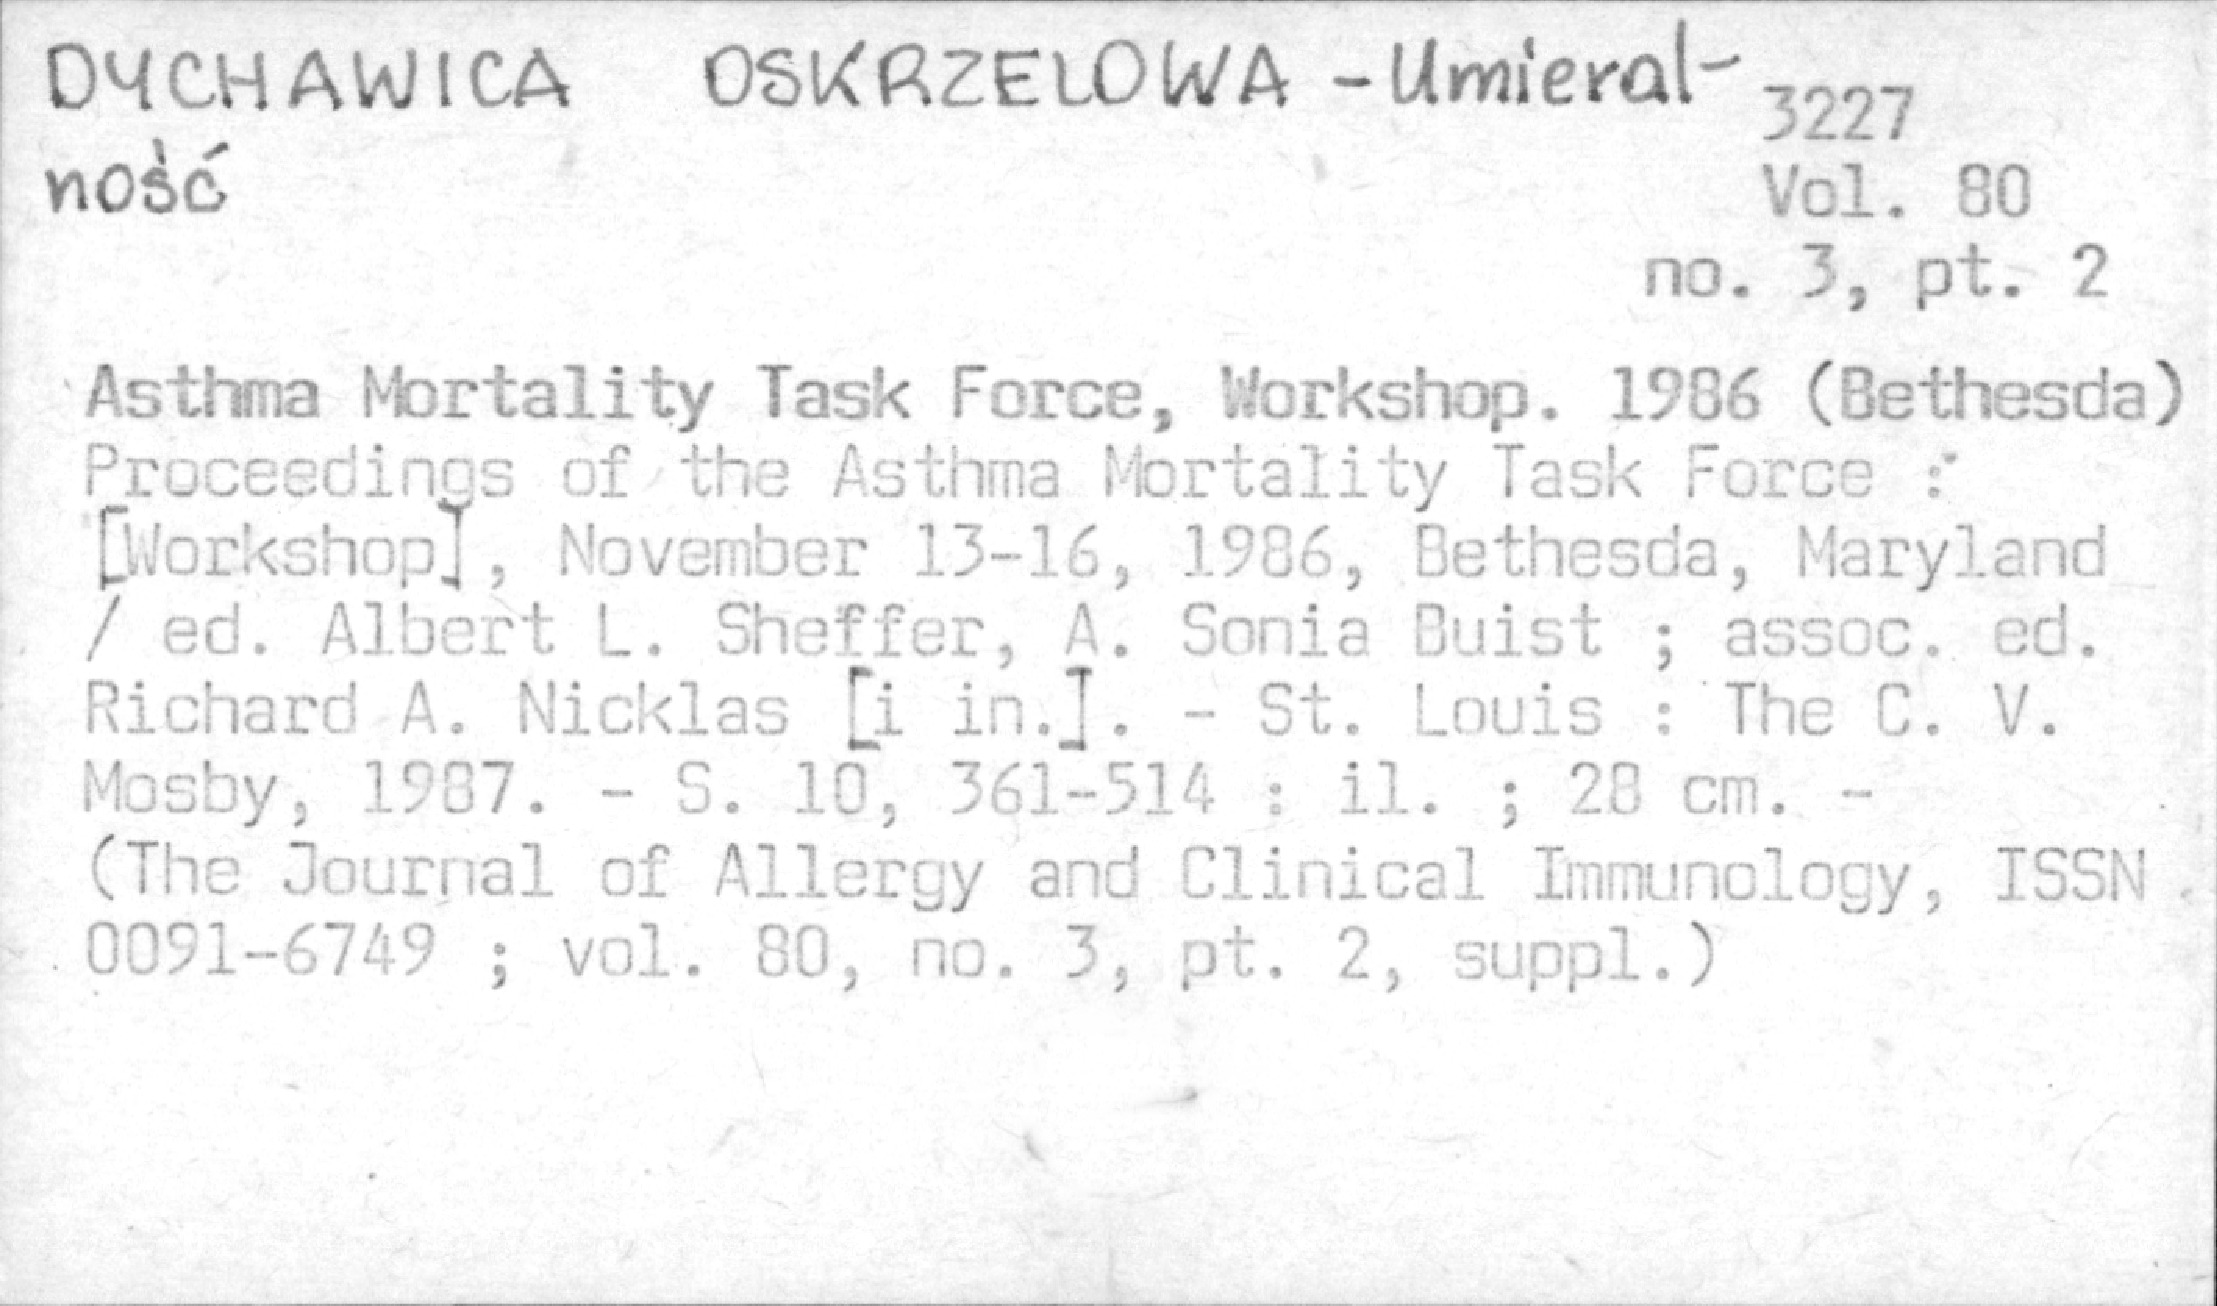 DYCHAWICA OSKRZELOWA - Umieral-
ność
3227
Vol. 80
no. 3, pt. 2
Asthma Mortality Task Force, Workshop. 1986 (Bethesda)
Proceedings of the Asthma Mortality Task Force :
[Workshop], November 13-16, 1986, Bethesda, Maryland
/ ed. Albert L. Sheffer, A. Sonia Buist ; assoc. ed.
Richard A. Nicklas [i in.]. - St. Louis : The C. V.
Mosby, 1987. - S. 10, 361-514 : il. ; 28 cm. -
(The Journal of Allergy and Clinical Immunology, ISSN
0091-6749 ; vol. 80, no. 3, pt. 2, suppl.)